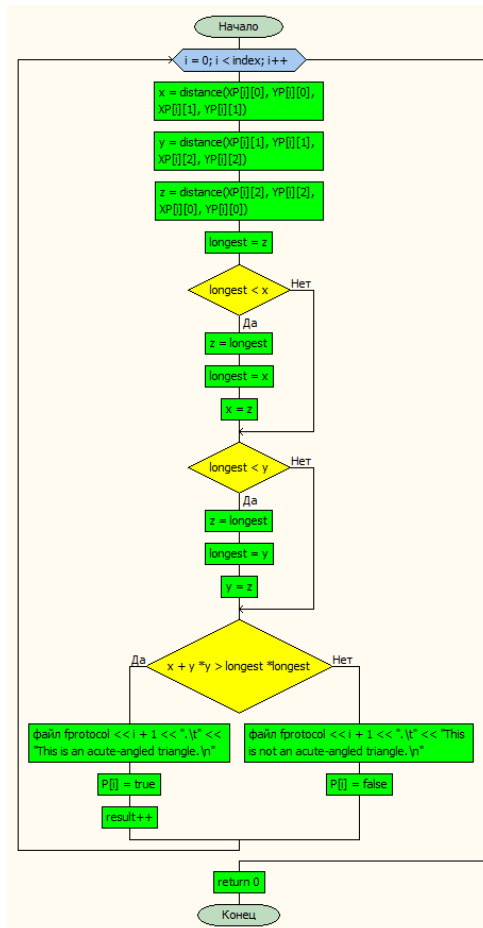 Начало
i = 0; i < index; i++
x = distance(XP[i][0], YP[i][0],
XP[i][1], YP[i][1])
y = distance(XP[i][1], YP[i][1],
XP[i][2], YP[i][2])
z = distance(XP[i][2], YP[i][2],
XP[i][0], YP[i][0])
longest = z
longest < x
Нет
Да
z = longest
longest = x
x = z
longest < y
Нет
Да
z = longest
longest = y
y = z
Да
x + y *y > longest *longest
Нет
файл fprotocol << i + 1 << ".\t" <<
"This is an acute-angled triangle.\n"
файл fprotocol << i + 1 << ".\t" << "This
is not an acute-angled triangle.\n"
P[i] = true
P[i] = false
result++
return 0
Конец